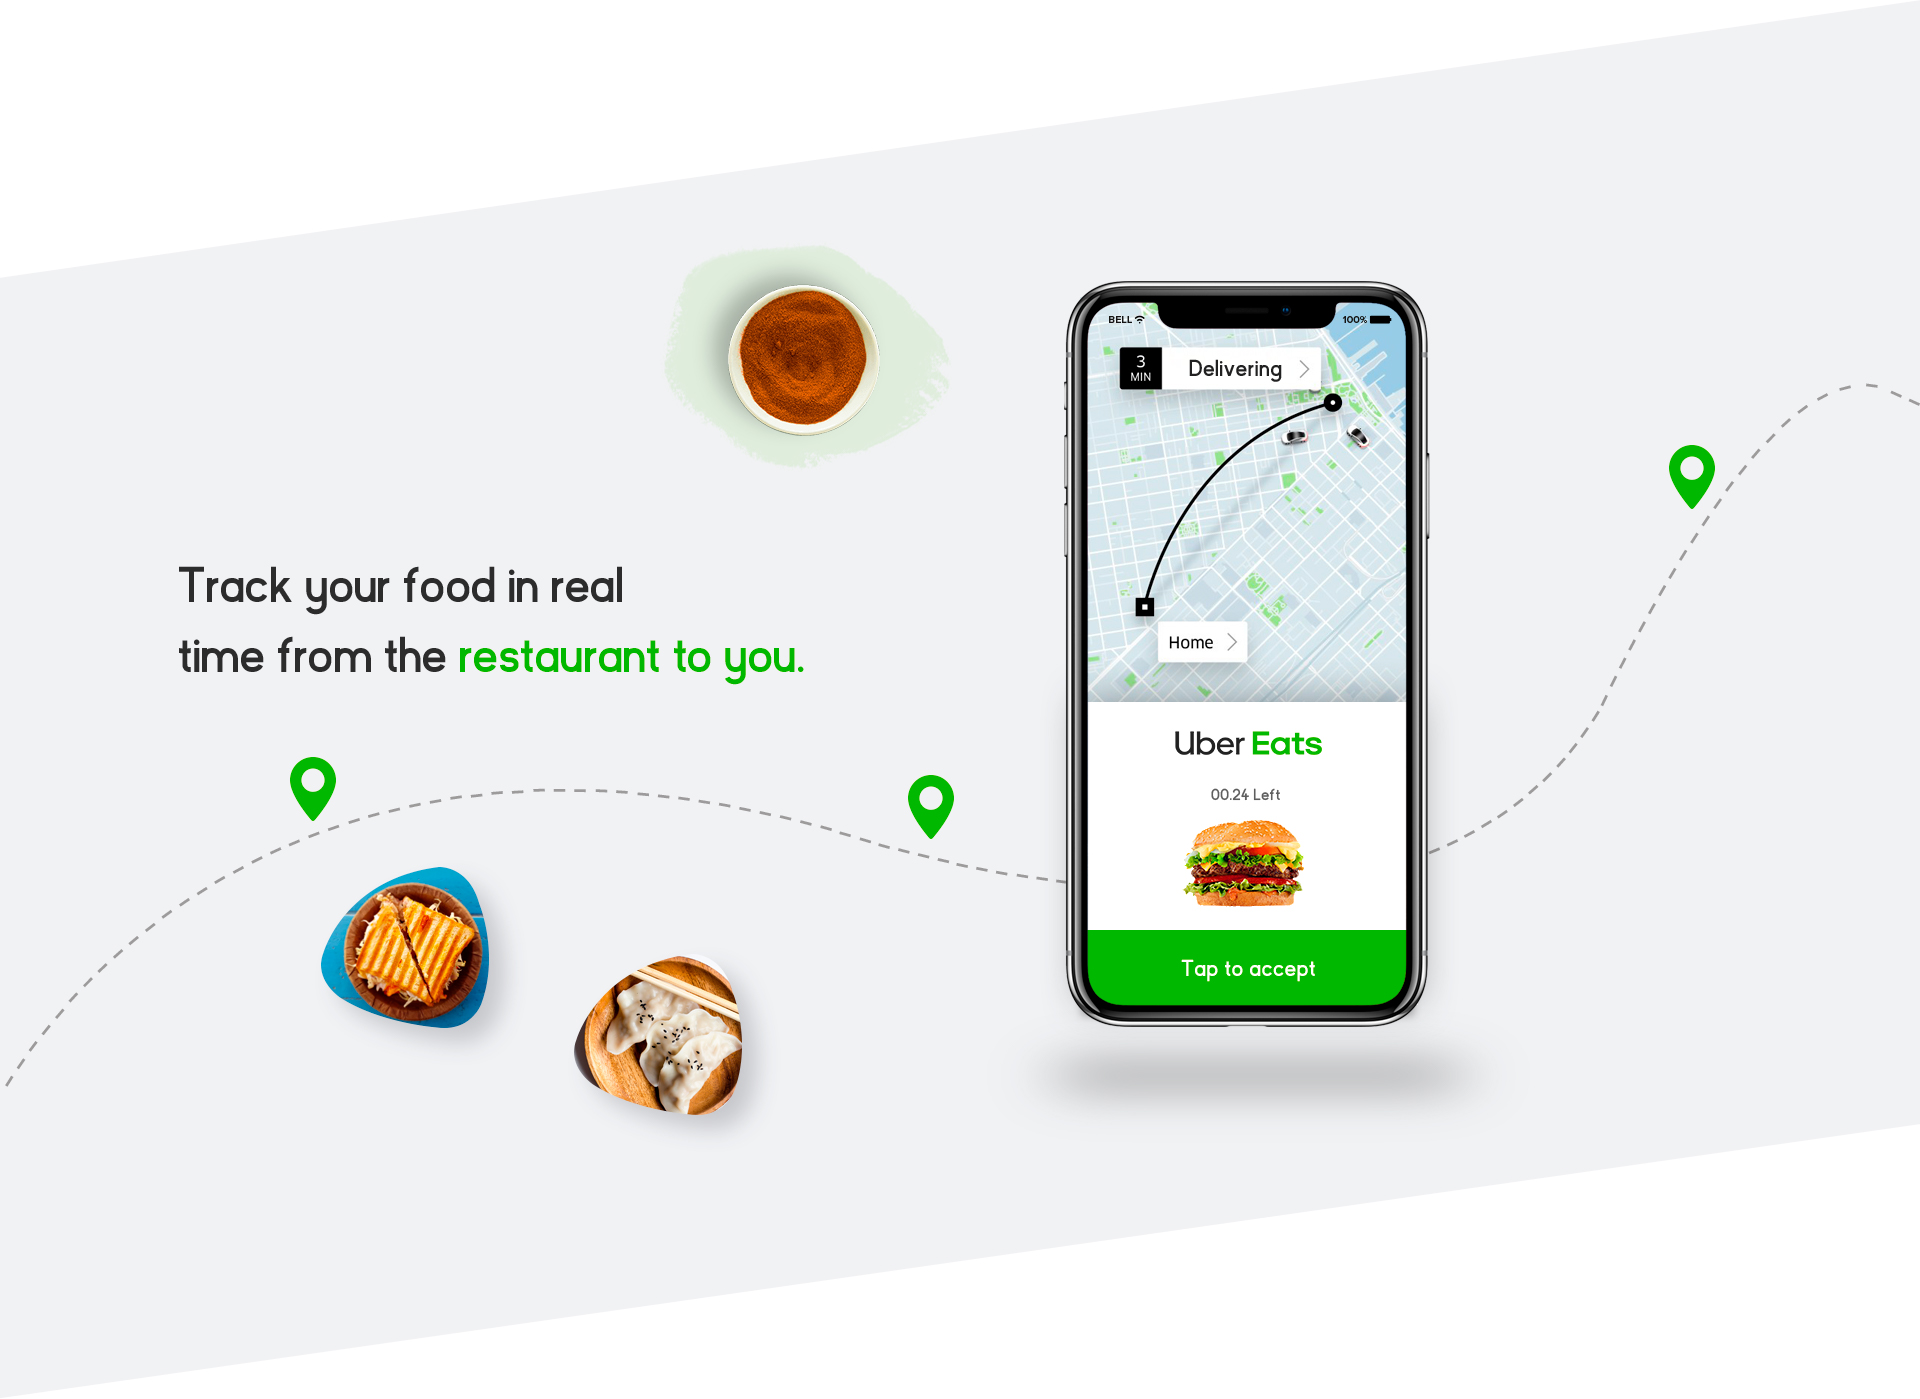 Track your food in real
time from the restaurant to you.
BELL
100%
3
MIN
Delivering
Home
Uber Eats
00.24 Left
Tap to accept